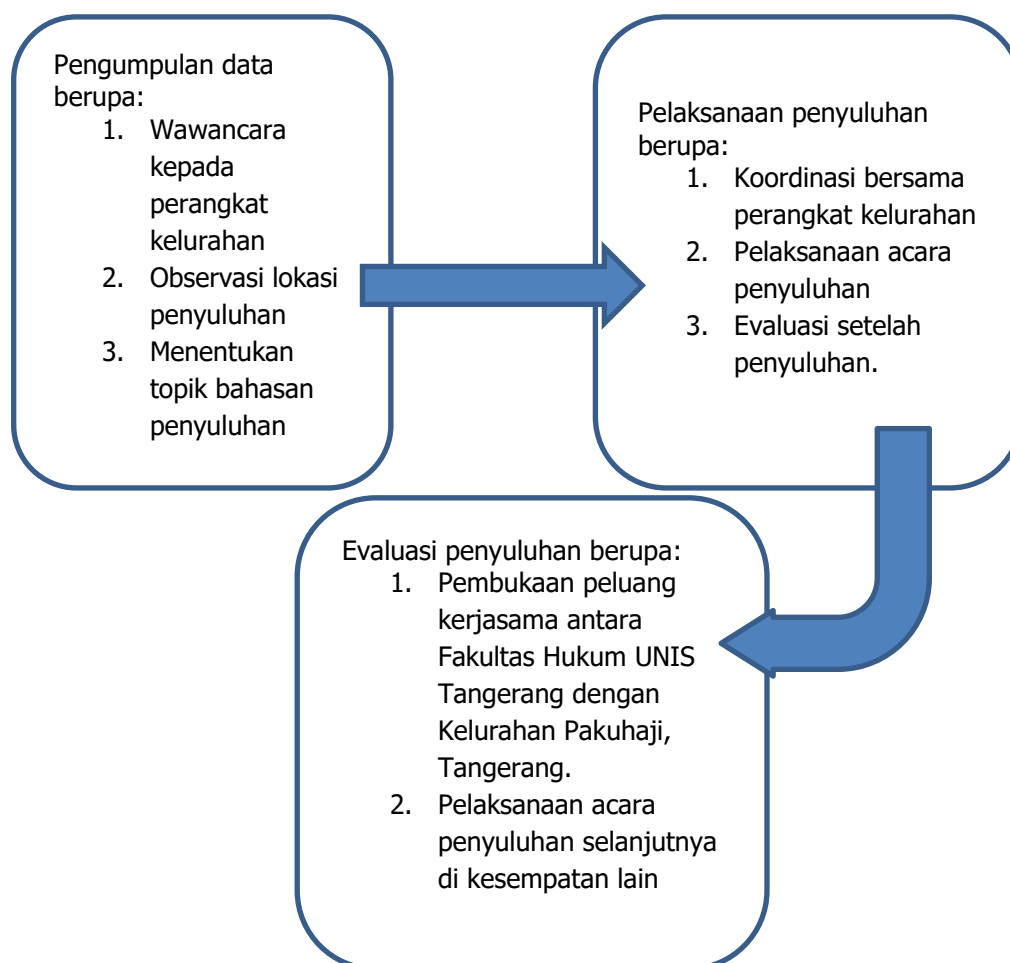 Pengumpulan data
berupa:
1. Wawancara
kepada
perangkat
kelurahan
2. Observasi lokasi
penyuluhan
3. Menentukan
topik bahasan
penyuluhan
Pelaksanaan penyuluhan
berupa:
1. Koordinasi bersama
perangkat kelurahan
2. Pelaksanaan acara
penyuluhan
3. Evaluasi setelah
penyuluhan.
Evaluasi penyuluhan berupa:
1. Pembukaan peluang
kerjasama antara
Fakultas Hukum UNIS
Tangerang dengan
Kelurahan Pakuhaji,
Tangerang.
2. Pelaksanaan acara
penyuluhan selanjutnya
di kesempatan lain